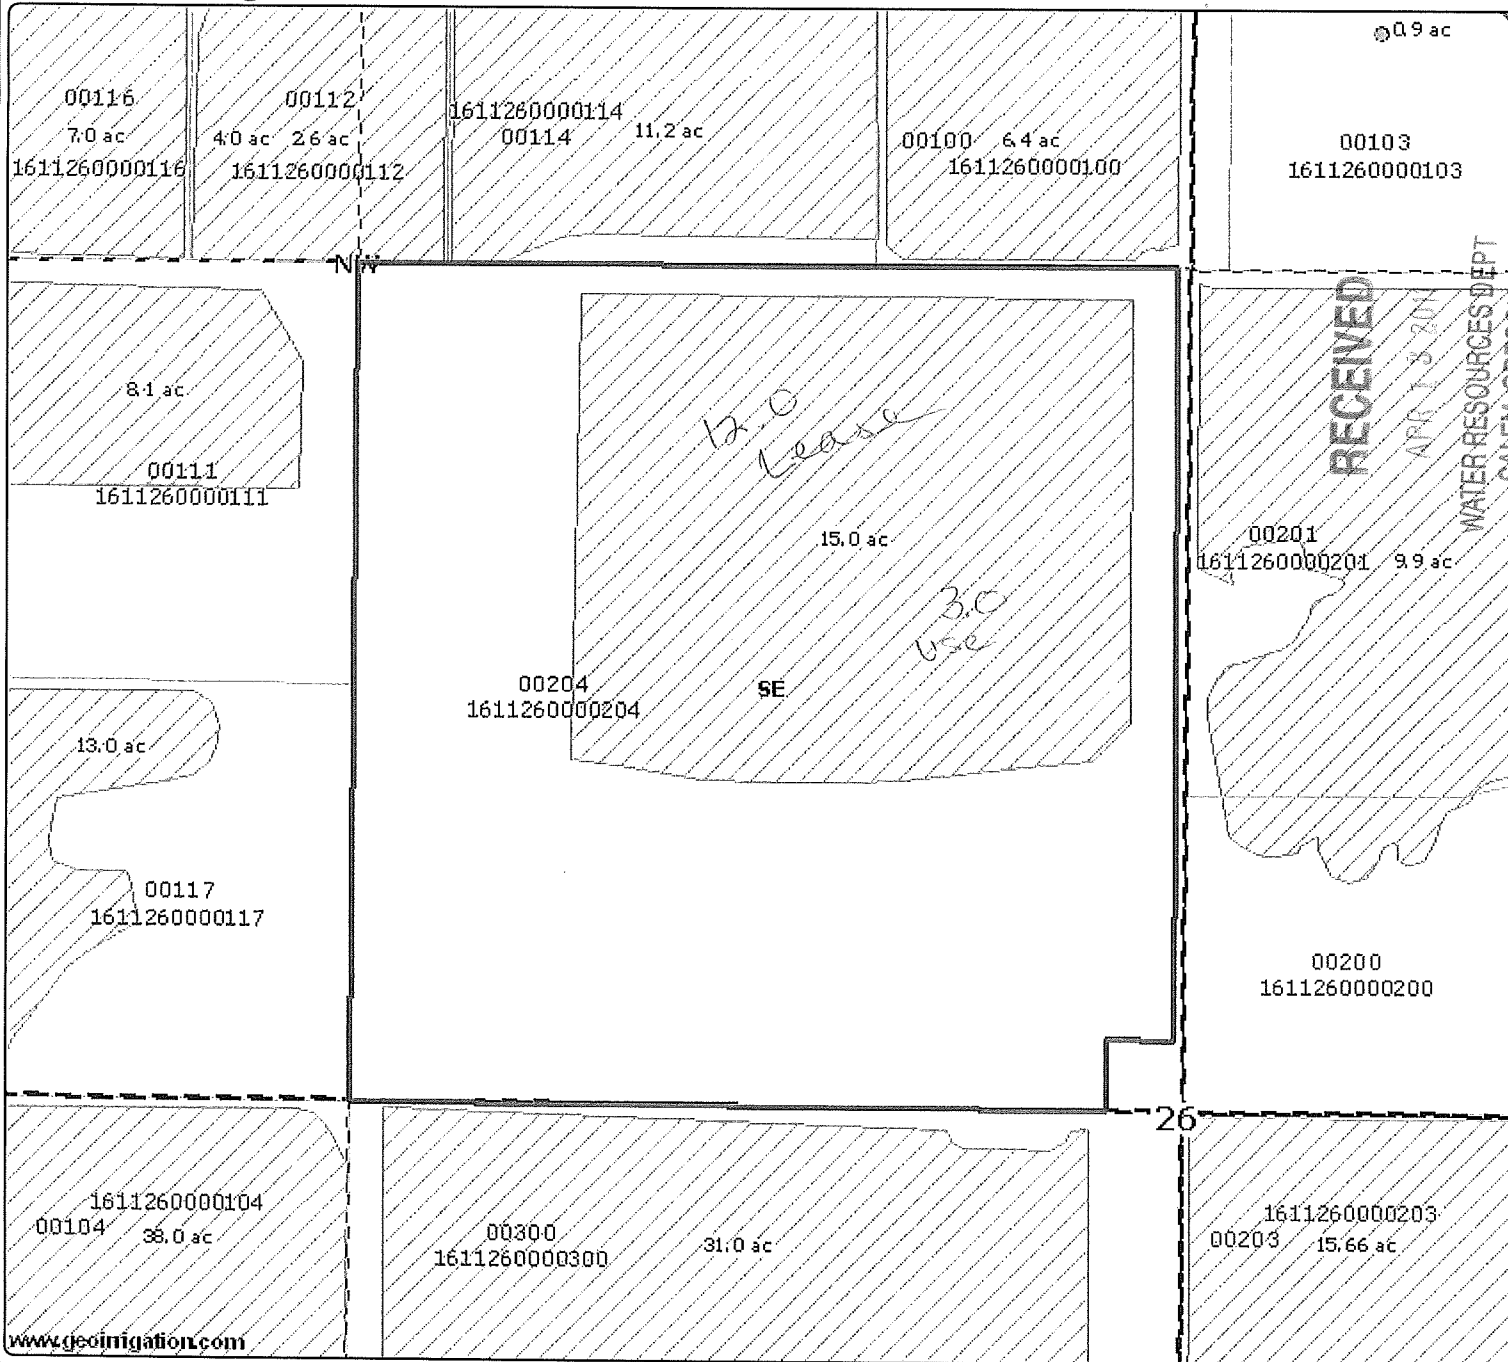 0.9 ac
00116
7.0 ac
1611260000116
00112
4.0 ac 2.6 ac
1611260000112
1611260000114
00114 11.2 ac
00100 6.4 ac
1611260000100
00103
1611260000103
NW
RECEIVED
APR 13 201
WATER RESOURCES DEPT
8.1 ac
00111
1611260000111
12.0
Lease
15.0 ac
3.0
use
SE
00204
1611260000204
00201
1611260000201 9.9 ac
13.0 ac
00117
1611260000117
00200
1611260000200
26
1611260000104
00104 38.0 ac
00300
1611260000300
31.0 ac
1611260000203
00203 15.66 ac
www.geoirrigation.com